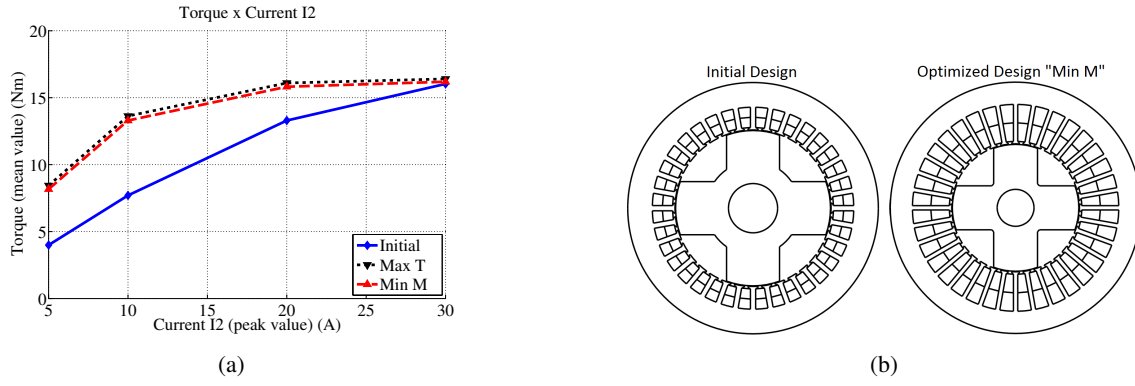 Torque x Current I2
20
15
10
5
0
Torque (mean value) (Nm)
5
10
15
20
25
30
Current I2 (peak value) (A)
Initial
Max T
Min M
(a)
Initial Design
Optimized Design "Min M"
(b)